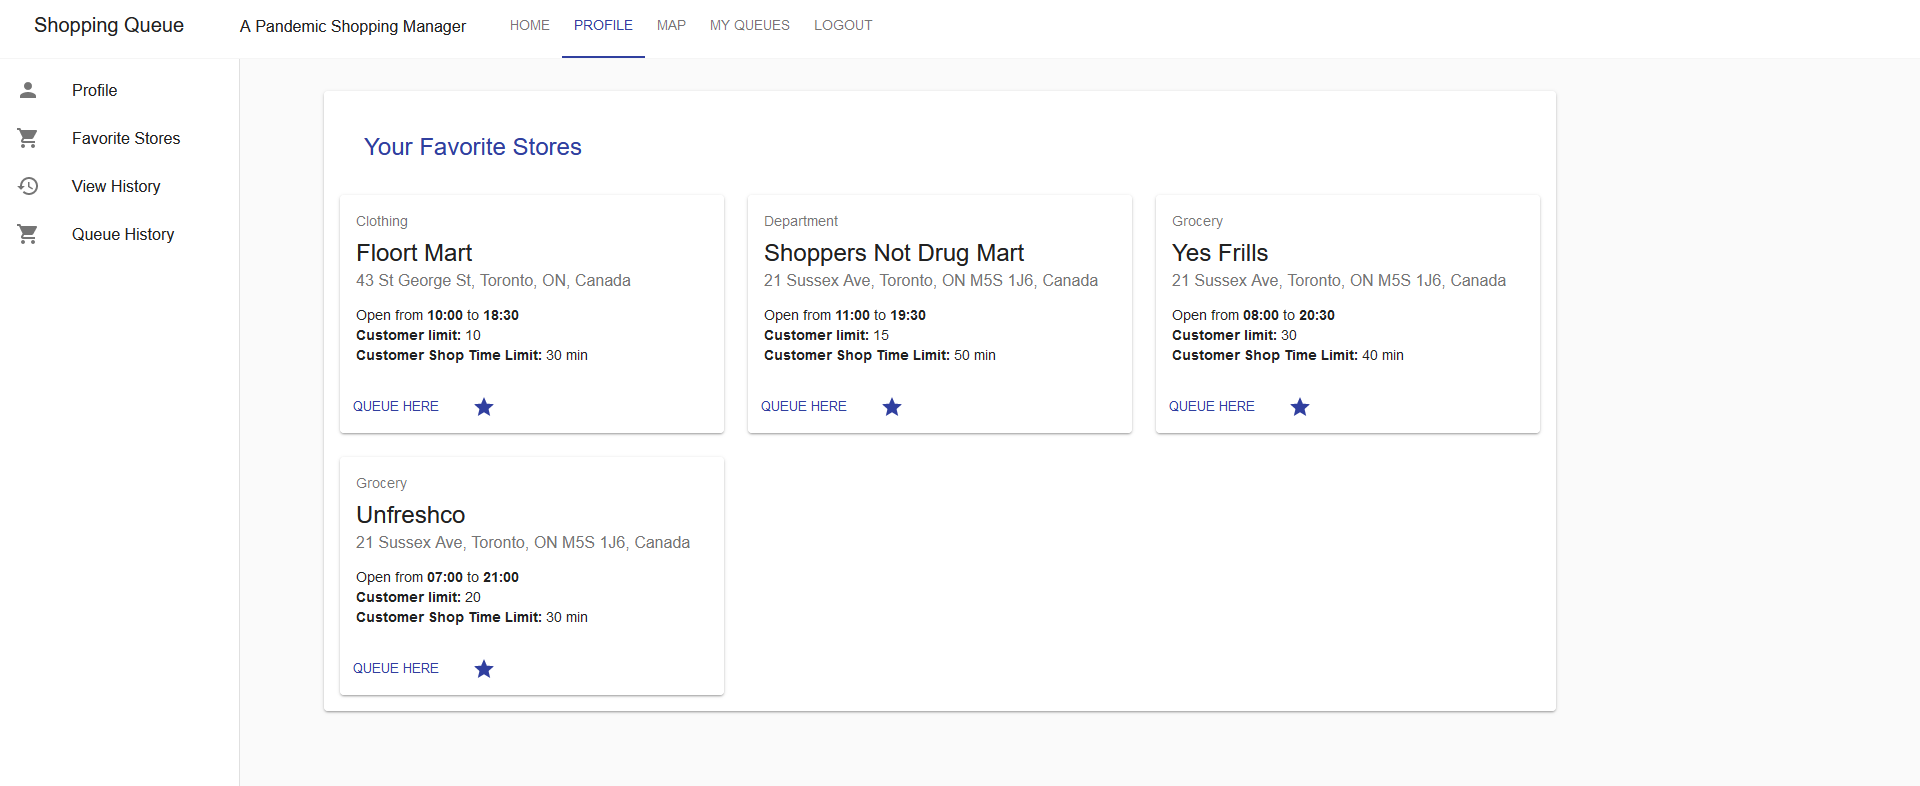 Shopping Queue
A Pandemic Shopping Manager
HOME
PROFILE
MAP
MY QUEUES
LOGOUT
Profile
Favorite Stores
View History
Queue History
Your Favorite Stores
Clothing
Floort Mart
43 St George St, Toronto, ON, Canada
Open from 10:00 to 18:30
Customer limit: 10
Customer Shop Time Limit: 30 min
QUEUE HERE
Department
Shoppers Not Drug Mart
21 Sussex Ave, Toronto, ON M5S 1J6, Canada
Open from 11:00 to 19:30
Customer limit: 15
Customer Shop Time Limit: 50 min
QUEUE HERE
Grocery
Yes Frills
21 Sussex Ave, Toronto, ON M5S 1J6, Canada
Open from 08:00 to 20:30
Customer limit: 30
Customer Shop Time Limit: 40 min
QUEUE HERE
Grocery
Unfreshco
21 Sussex Ave, Toronto, ON M5S 1J6, Canada
Open from 07:00 to 21:00
Customer limit: 20
Customer Shop Time Limit: 30 min
QUEUE HERE